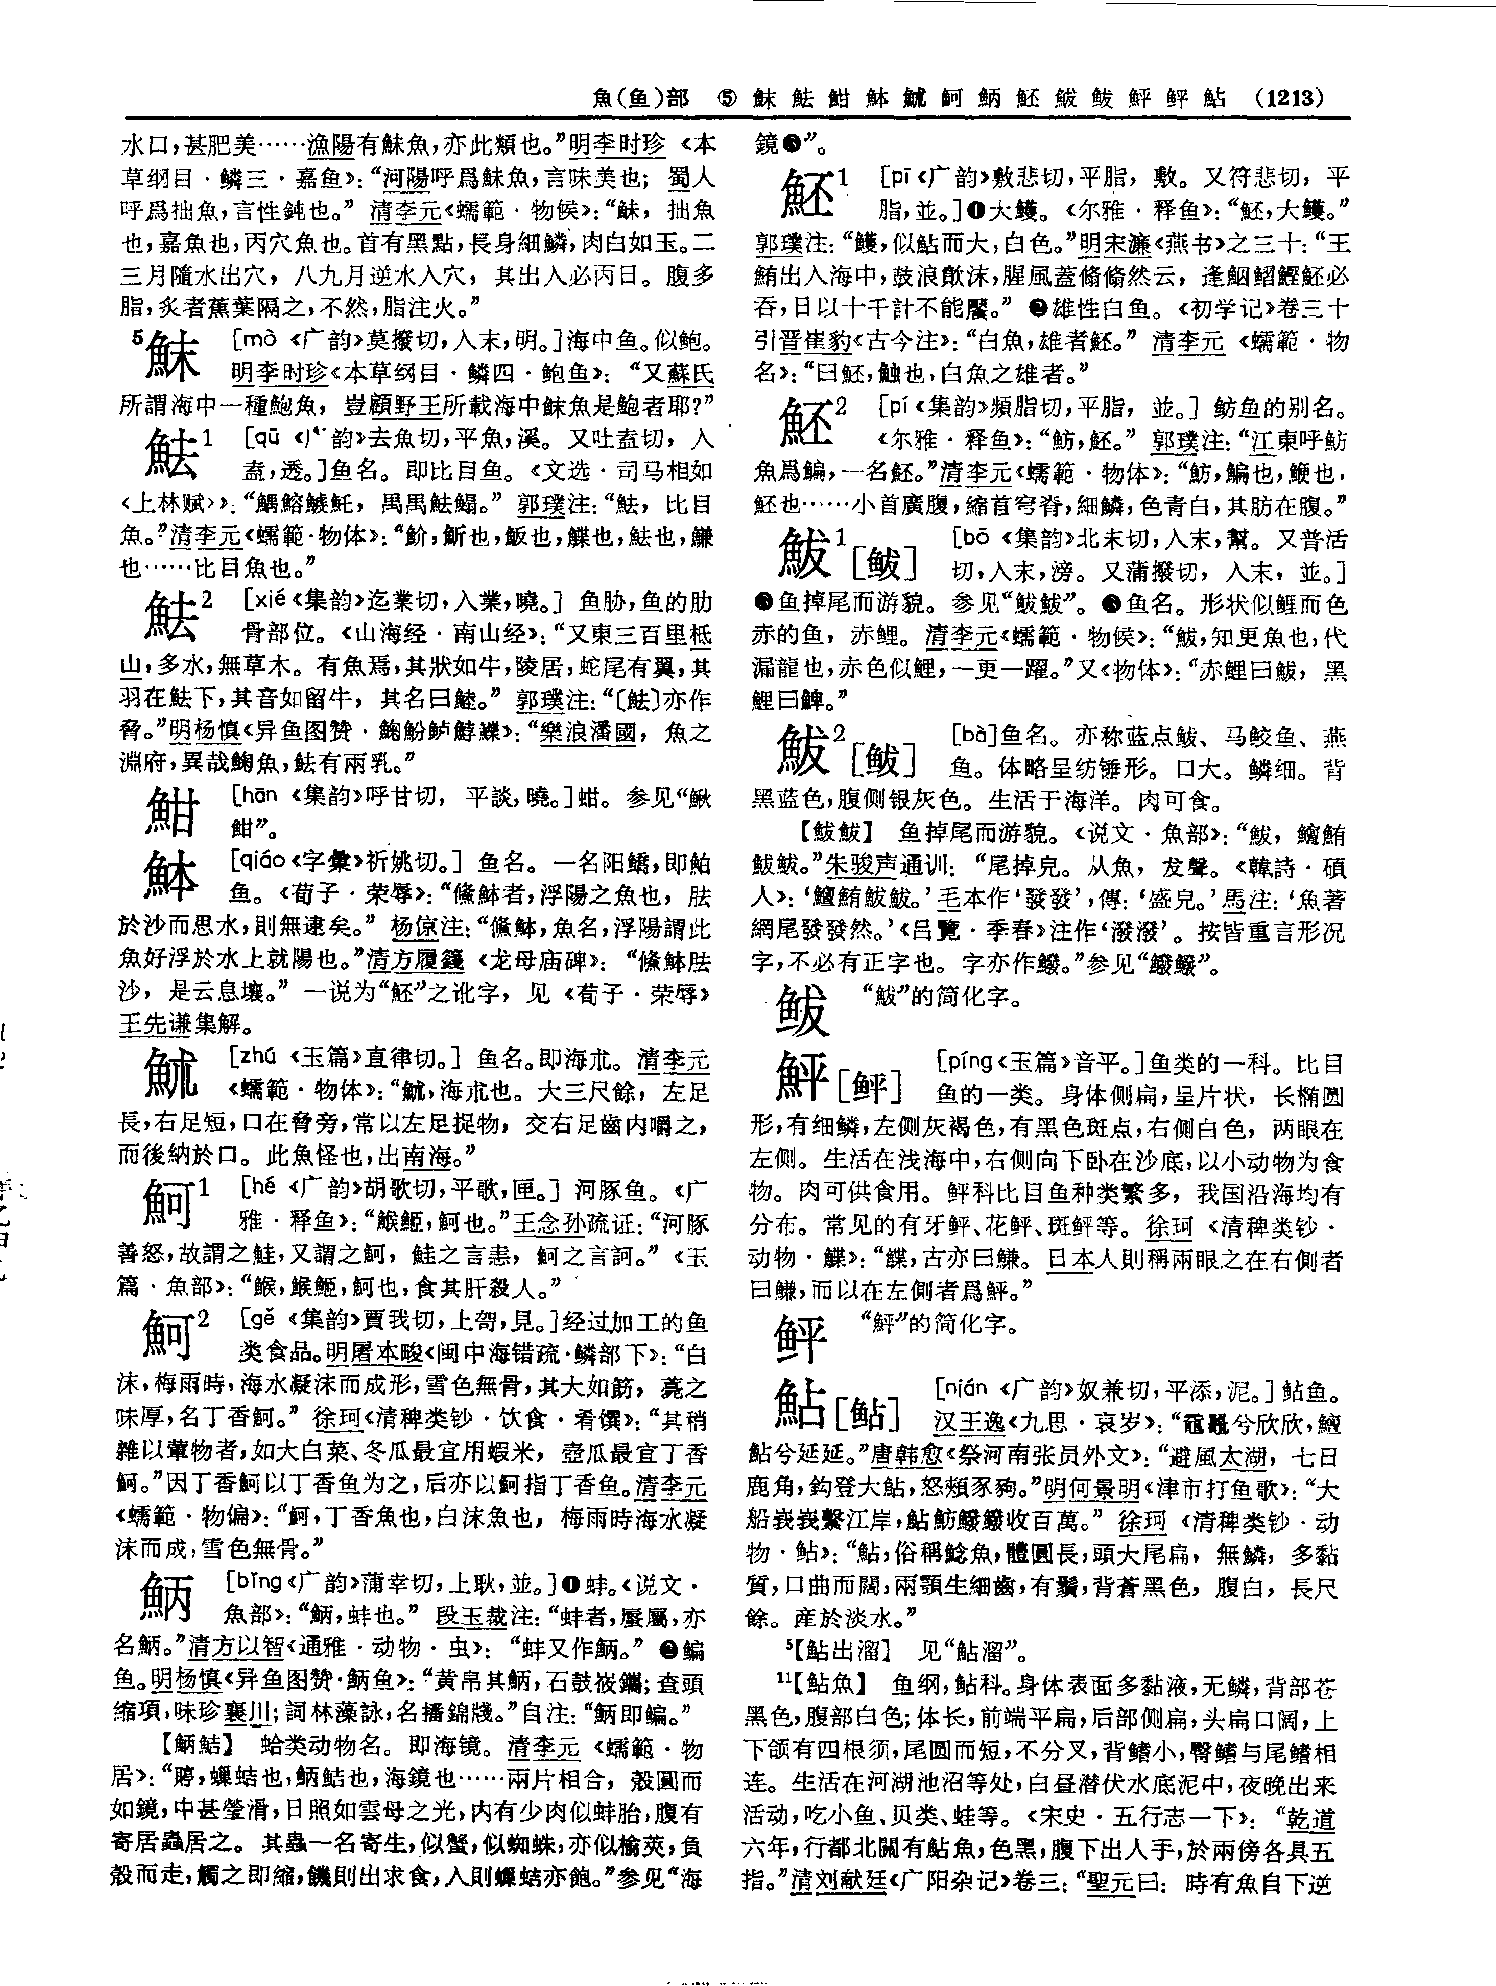 魚(鱼)部 ⑤ 䱅 魼 魽 䱁 鮛 魺 鮩 魾 鮁 鲅 鮃 鲆 鮎 (1213)
水口,甚肥美……漁陽有鮇魚,亦此類也。”明李时珍《本
草纲目·鳞三·嘉鱼》:“河陽呼爲鮇魚,言味美也;蜀人
呼爲拙魚,言性鈍也。”清李元《蠕範·物候》:“鮇,拙魚
也,嘉魚也,丙穴魚也。首有黑點,長身細鱗,肉白如玉。二
三月隨水出穴,八九月逆水入穴,其出入必丙日。腹多
脂,炙者蕉葉隔之,不然,脂注火。”
[mò《广韵》莫撥切,入末,明。]海中鱼。似鲍。
明李时珍《本草纲目·鳞四·鲍鱼》:“又蘇氏
所謂海中一種鮑魚,豈顧野王所載海中䱅魚是鮑者耶?”
魼1 [qū《广韵》去魚切,平魚,溪。又吐盍切,入
盍,透。]鱼名。即比目鱼。《文选·司马相如
〈上林赋〉》:“鰅鰫鰬魠,禺禺魼鰨。”郭璞注:“魼,比目
魚。”清李元《蠕範·物体》:“魪,魸也,魬也,鰈也,魼也,鰜
也……比目魚也。”
魼2 [xié《集韵》迄業切,入業,曉。]鱼胁,鱼的肋
骨部位。《山海经·南山经》:“又東三百里柢
山,多水,無草木。有魚焉,其狀如牛,陵居,蛇尾有翼,其
羽在魼下,其音如留牛,其名曰鯥。”郭璞注:“〔魼〕亦作
脅。”明杨慎《异鱼图赞》:“樂浪潘國,魚之
淵府,異哉鮑魚,魼有兩乳。”
魽 [hān《集韵》呼甘切,平談,曉。]蚶。参见“鰍
魽”。
[qiáo《字彙》祈姚切。]鱼名。一名阳鱎,即鲌
鱼。《荀子·荣辱》:“鯈䱁者,浮陽之魚也,胠
於沙而思水,則無逮矣。”杨倞注:“鯈䱁,魚名,浮陽謂此
魚好浮於水上就陽也。”清方履籛《龙母庙碑》:“鯈䱁胠
沙,是云息壤。”一说为“魾”之讹字,见《荀子·荣辱》
王先谦集解。
鮛 [zhú《玉篇》直律切。]鱼名。即海朮。清李元
《蠕範·物体》:“鮛,海朮也。大三尺餘,左足
長,右足短,口在脅旁,常以左足捉物,交右足齒内嚼之,
而後納於口。此魚怪也,出南海。”
魺1 [hé《广韵》胡歌切,平歌,匣。]河豚鱼。《广
雅·释鱼》:“鯸䱌,魺也。”王念孙疏证:“河豚
善怒,故謂之鮭,又謂之魺,鮭之言恚,魺之言訶。”《玉
篇·魚部》:“鯸,鯸䱌,魺也,食其肝殺人。”
魺2 [gě《集韵》賈我切,上哿,見。]经过加工的鱼
类食品。明屠本畯《闽中海错疏·鳞部下》:“白
沫,梅雨時,海水凝沫而成形,雪色無骨,其大如筯,㲠之
味厚,名丁香魺。”徐珂《清稗类钞·饮食·肴馔》:“其稍
雜以葷物者,如大白菜、冬瓜最宜用蝦米,壺瓜最宜丁香
魺。”因丁香魺以丁香鱼为之,后亦以魺指丁香鱼。清李元
《蠕範·物偏》:“魺,丁香魚也,白沫魚也,梅雨時海水凝
沫而成,雪色無骨。”
鮩 [bìng《广韵》蒲幸切,上耿,並。]❶蚌。《说文·
魚部》:“鮩,蚌也。”段玉裁注:“蚌者,蜃屬,亦
名鮩。”清方以智《通雅·动物·虫》:“蚌又作鮩。”❷鳊
鱼。明杨慎《异鱼图赞·鮩鱼》:“黄帛其鮩,石鼓;查頭
縮項,味珍襄川;詞林藻詠,名播錦牋。”自注:“鮩即鳊。”
【鮩鮚】 蛤类动物名。即海镜。清李元《蠕範·物
居》:“,蠟蛣也,鮩鮚也,海鏡也……兩片相合,殼圓而
如鏡,中甚瑩滑,日照如雲母之光,内有少肉似蚌胎,腹有
寄居蟲居之。其蟲一名寄生,似蟹,似蜘蛛,亦似榆莢,負
殼而走,觸之即縮,饑則出求食,入則蠟蛣亦飽。”参见“海
鏡❸”。
魾1 [pī《广韵》敷悲切,平脂,敷。又符悲切,平
脂,並。]❶大鳠。《尔雅·释鱼》:“魾,大鱯。”
郭璞注:“鱯,似鮎而大,白色。”明宋濂《燕书》之三十:“王
鮪出入海中,鼓浪歕沫,腥風蓋翛翛然云,逢魾必
吞,日以十千計不能饜。”❷雄性白鱼。《初学记》卷三十
引晋崔豹《古今注》:“白魚,雄者魾。”清李元《蠕範·物
名》:“曰魾,魦也,白魚之雄者。”
魾2 [pí《集韵》頻脂切,平脂,並。]鲂鱼的别名。
《尔雅·释鱼》:“魴,魾。”郭璞注:“江東呼魴
魚爲鯿,一名魾。”清李元《蠕範·物体》:“魴,鯿也,鯾也,
魾也……小首廣腹,縮首穹脊,細鱗,色青白,其肪在腹。”
鮁1[鲅] [bō《集韵》北末切,入末,幫。又普活
切,入末,滂。又蒲撥切,入末,並。]
❶鱼掉尾而游貌。参见“鮁鮁”。❷鱼名。形状似鲤而色
赤的鱼,赤鲤。清李元《蠕範·物候》:“鮁,知更魚也,代
漏龍也,赤色似鯉,一更一躍。”又《物体》:“赤鯉曰鮁,黑
鯉曰鯶。”
鮁2[鲅] [bà]鱼名。亦称蓝点鲅、马鲛鱼、燕
鱼。体略呈纺锤形。口大。鳞细。背
黑蓝色,腹侧银灰色。生活于海洋。肉可食。
【鮁鮁】 鱼掉尾而游貌。《说文·魚部》:“鮁,鱣鮪
鮁鮁。”朱骏声通训:“尾掉皃。从魚,犮聲。《韓詩·碩
人》:‘鱣鮪鮁鮁。’毛本作‘發發’,傳:‘盛皃。’馬注:‘魚著
網尾發發然。’《吕覽·季春》注作‘潑潑’。按皆重言形况
字,不必有正字也。字亦作鱍。”参见“鱍鱍”。
鲅 “鮁”的简化字。
鮃[鲆] [píng《玉篇》音平。]鱼类的一科。比目
鱼的一类。身体侧扁,呈片状,长椭圆
形,有细鳞,左侧灰褐色,有黑色斑点,右侧白色,两眼在
左侧。生活在浅海中,右侧向下卧在沙底,以小动物为食
物。肉可供食用。鲆科比目鱼种类繁多,我国沿海均有
分布。常见的有牙鲆、花鲆、斑鲆等。徐珂《清稗类钞·
动物·鰈》:“鰈,古亦曰鰜。日本人則稱兩眼之在右側者
曰鰜,而以在左側者爲鮃。”
鲆 “鮃”的简化字。
鮎[鲇] [nián《广韵》奴兼切,平添,泥。]鲇鱼。
汉王逸《九思·哀岁》:“黿鼉兮欣欣,鱣
鮎兮延延。”唐韩愈《祭河南张员外文》:“避風太湖,七日
鹿角,鈎登大鮎,怒頰豕㺃。”明何景明《津市打鱼歌》:“大
船峩峩繫江岸,鮎魴鱍鱍收百萬。”徐珂《清稗类钞·动
物·鲇》:“鮎,俗稱鯰魚,體圓長,頭大尾扁,無鱗,多黏
質,口曲而闊,兩顎生細齒,有鬚,背蒼黑色,腹白,長尺
餘。産於淡水。”
⁵【鮎出溜】 见“鮎溜”。
¹¹【鮎魚】 鱼纲,鲇科。身体表面多黏液,无鳞,背部苍
黑色,腹部白色;体长,前端平扁,后部侧扁,头扁口阔,上
下颌有四根须,尾圆而短,不分叉,背鳍小,臀鳍与尾鳍相
连。生活在河湖池沼等处,白昼潜伏水底泥中,夜晚出来
活动,吃小鱼、贝类、蛙等。《宋史·五行志一下》:“乾道
六年,行都北闕有鮎魚,色黑,腹下出人手,於兩傍各具五
指。”清刘献廷《广阳杂记》卷三:“聖元曰:時有魚自下逆